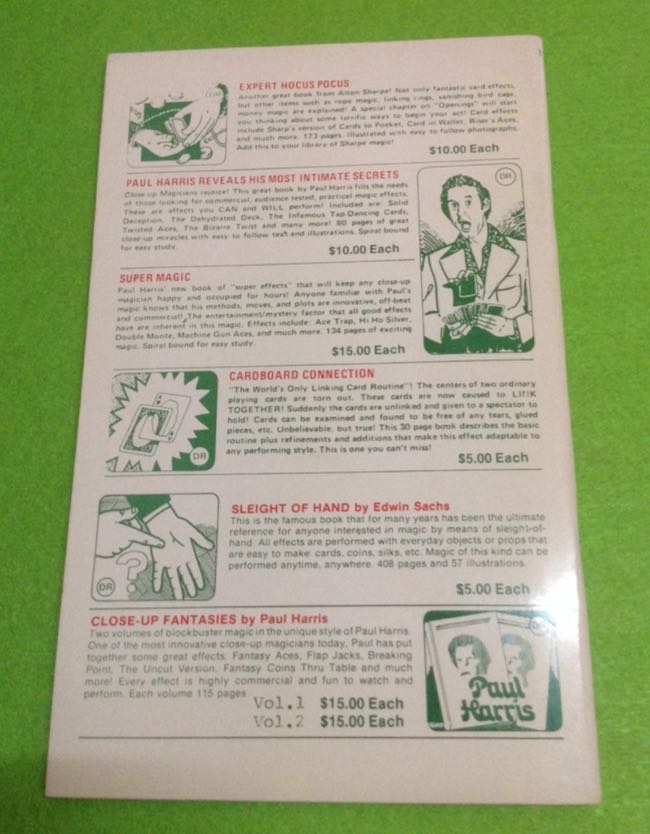 EXPERT HOCUS POCUS
Another great book from Alton Sharpe! Not only fantastic card effects,
but other items such as rope magic, linking rings, vanishing bird cage,
money magic are explained! A special chapter on "Openings" will start
you thinking about some terrific ways to begin your act! Card effects
include Sharp's version of Cards to Pocket, Card in Wallet, Riser's Aces,
and much more. 173 pages. Illustrated with easy to follow photographs.
Add this to your library of Sharpe magic!
$10.00 Each
PAUL HARRIS REVEALS HIS MOST INTIMATE SECRETS
Close-up Magicians rejoice! This great book by Paul Harris fills the needs
of those looking for commercial, audience tested, practical magic effects.
These are effects you CAN and WILL perform! Included are: Solid
Deception, The Dehydrated Deck, The Infamous Tap-Dancing Cards,
Twisted Aces, The Bizarre Twist and many more! 80 pages of great
close-up miracles with easy to follow text and illustrations. Spiral bound
for easy study.
$10.00 Each
DR
SUPER MAGIC
Paul Harris' new book of "super effects" that will keep any close-up
magician happy and occupied for hours! Anyone familiar with Paul's
magic knows that his methods, moves, and plots are innovative, off-beat
and commercial! The entertainment/mystery factor that all good effects
have are inherent in this magic. Effects include: Ace Trap, Hi Ho Silver,
Double Monte, Machine Gun Aces, and much more. 134 pages of exciting
magic. Spiral bound for easy study.
$15.00 Each
CARDBOARD CONNECTION
"The World's Only Linking Card Routine"! The centers of two ordinary
playing cards are torn out. These cards are now caused to LINK
TOGETHER! Suddenly the cards are unlinked and given to a spectator to
hold! Cards can be examined and found to be free of any tears, glued
pieces, etc. Unbelievable, but true! This 30 page book describes the basic
routine plus refinements and additions that make this effect adaptable to
any performing style. This is one you can't miss!
$5.00 Each
DR
SLEIGHT OF HAND by Edwin Sachs
This is the famous book that for many years has been the ultimate
reference for anyone interested in magic by means of sleight-of-
hand. All effects are performed with everyday objects or props that
are easy to make: cards, coins, silks, etc. Magic of this kind can be
performed anytime, anywhere. 408 pages and 57 illustrations.
$5.00 Each
?
DR
CLOSE-UP FANTASIES by Paul Harris
Two volumes of blockbuster magic in the unique style of Paul Harris.
One of the most innovative close-up magicians today, Paul has put
together some great effects. Fantasy Aces, Flap Jacks, Breaking
Point, The Uncut Version, Fantasy Coins Thru Table and much
more! Every effect is highly commercial and fun to watch and
perform. Each volume 115 pages
Vol.1 $15.00 Each
Vol.2 $15.00 Each
Paul
Harris